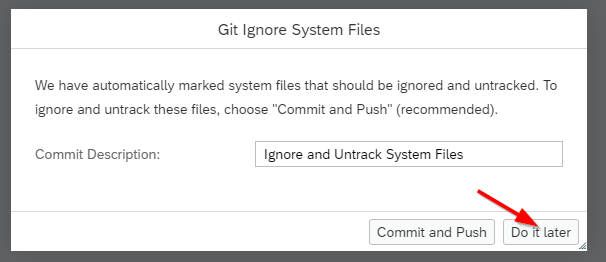 Git Ignore System Files
We have automatically marked system files that should be ignored and untracked. To
ignore and untrack these files, choose "Commit and Push" (recommended).
Commit Description: Ignore and Untrack System Files
Commit and Push Do it later